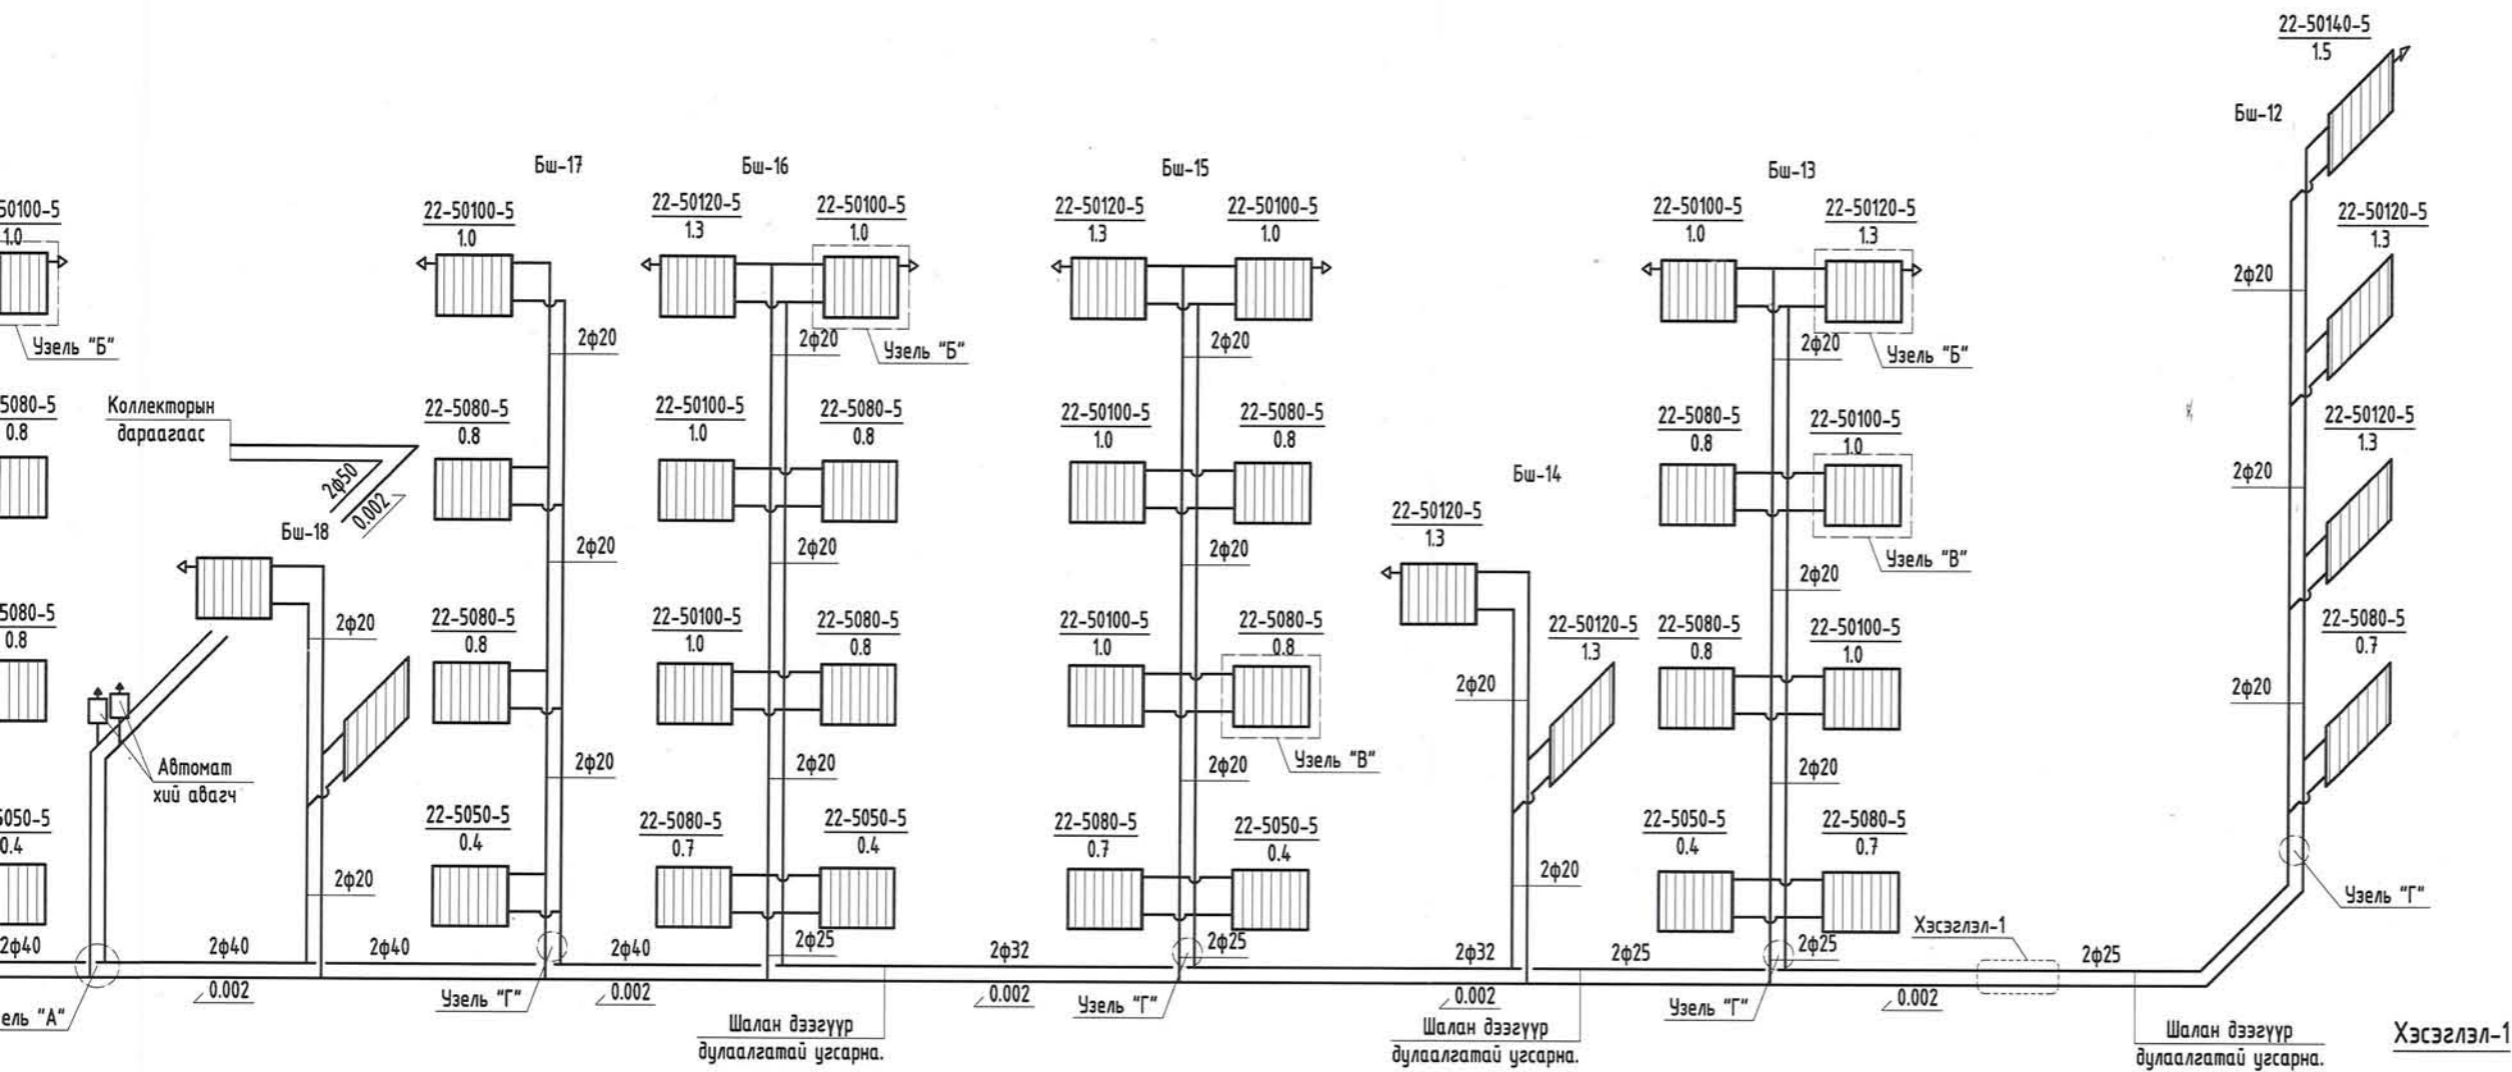 22-50140-5
1.5
Бш-12
Бш-17
Бш-16
Бш-15
Бш-13
50100-5
1.0
22-50100-5
1.0
22-50120-5
1.3
22-50100-5
1.0
22-50120-5
1.3
22-50100-5
1.0
22-50100-5
1.0
22-50120-5
1.3
22-50120-5
1.3
2ф20
Узель "Б"
2ф20
2ф20
Узель "Б"
2ф20
2ф20
Узель "Б"
5080-5
0.8
Коллекторын
дараагаас
22-5080-5
0.8
22-50100-5
1.0
22-5080-5
0.8
22-50100-5
1.0
22-5080-5
0.8
22-5080-5
0.8
22-50100-5
1.0
22-50120-5
1.3
2ф50
0.002
Бш-14
2ф20
Бш-18
22-50120-5
1.3
2ф20
2ф20
2ф20
Узель "В"
2ф20
5080-5
0.8
2ф20
22-5080-5
0.8
22-50100-5
1.0
22-5080-5
0.8
22-50100-5
1.0
22-5080-5
0.8
22-50120-5
1.3
22-5080-5
0.8
22-50100-5
1.0
22-5080-5
0.7
2ф20
2ф20
Автомат
хий авагч
2ф20
2ф20
2ф20
Узель "В"
2ф20
5050-5
0.4
22-5050-5
0.4
22-5080-5
0.7
22-5050-5
0.4
22-5080-5
0.7
22-5050-5
0.4
22-5050-5
0.4
22-5080-5
0.7
2ф20
2ф20
Узель "Г"
2ф40
2ф40
2ф40
2ф40
2ф25
2ф32
2ф25
2ф32
2ф25
2ф25
Хэсэглэл-1
2ф25
ель "А"
0.002
Узель "Г"
0.002
0.002
Узель "Г"
0.002
Узель "Г"
0.002
Шалан дээгүүр
дулаалгатай угсарна.
Шалан дээгүүр
дулаалгатай угсарна.
Шалан дээгүүр
дулаалгатай угсарна.
Хэсэглэл-1